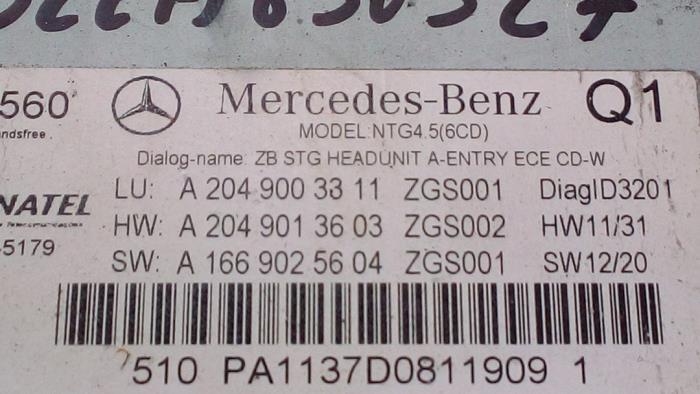 560 Mercedes-Benz Q1
MODEL:NTG4.5(6CD)
ndsfree
Dialog-name: ZB STG HEADUNIT A-ENTRY ECE CD-W
LU: A 204 900 33 11 ZGS001 DiagID3201
NATEL
HW: A 204 901 36 03 ZGS002 HW11/31
5179
SW: A 166 902 56 04 ZGS001 SW12/20
510 PA1137D0811909 1